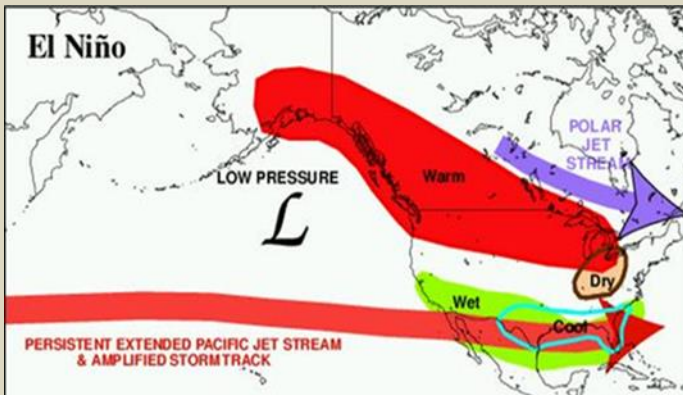 El Niño
POLAR
JET
STREAM
LOW PRESSURE
Warm
L
Dry
Wet
Cool
PERSISTENT EXTENDED PACIFIC JET STREAM
& AMPLIFIED STORM TRACK